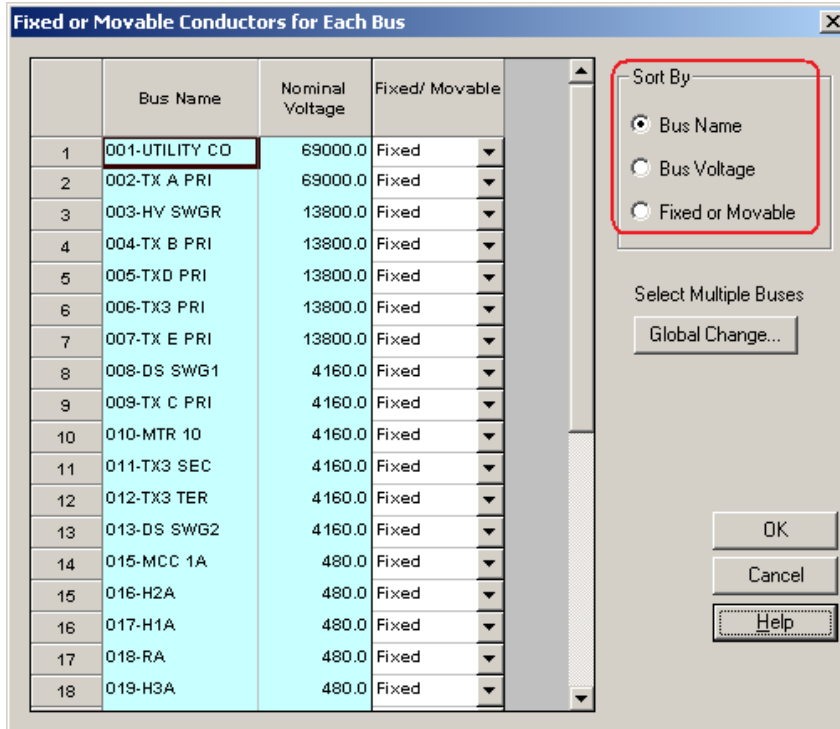 Fixed or Movable Conductors for Each Bus
Bus Name Nominal Voltage Fixed/ Movable
1 001-UTILITY CO 69000.0 Fixed
2 002-TX A PRI 69000.0 Fixed
3 003-HV SWGR 13800.0 Fixed
4 004-TX B PRI 13800.0 Fixed
5 005-TXD PRI 13800.0 Fixed
6 006-TX3 PRI 13800.0 Fixed
7 007-TX E PRI 13800.0 Fixed
8 008-DS SWG1 4160.0 Fixed
9 009-TX C PRI 4160.0 Fixed
10 010-MTR 10 4160.0 Fixed
11 011-TX3 SEC 4160.0 Fixed
12 012-TX3 TER 4160.0 Fixed
13 013-DS SWG2 4160.0 Fixed
14 015-MCC 1A 480.0 Fixed
15 016-H2A 480.0 Fixed
16 017-H1A 480.0 Fixed
17 018-RA 480.0 Fixed
18 019-H3A 480.0 Fixed
Sort By
Bus Name
Bus Voltage
Fixed or Movable
Select Multiple Buses
Global Change...
OK
Cancel
Help